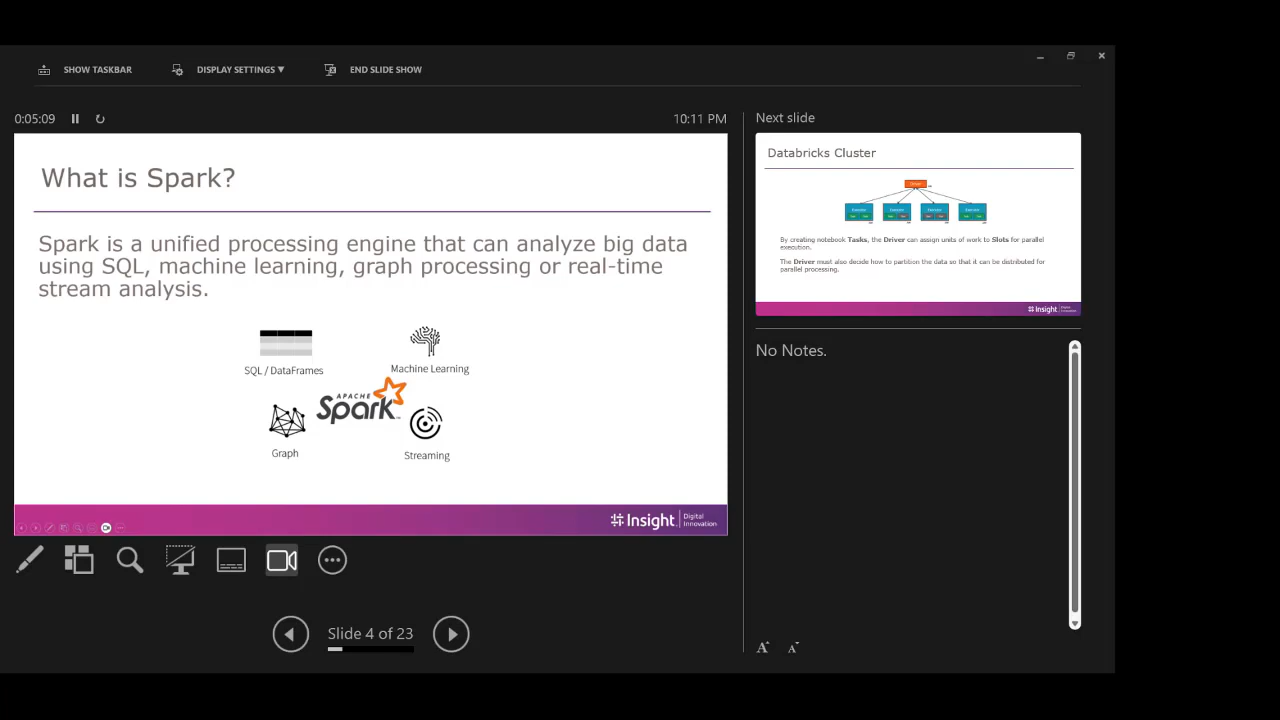 SHOW TASKBAR
DISPLAY SETTINGS ▼
END SLIDE SHOW
0:05:09
10:11 PM
What is Spark?
Spark is a unified processing engine that can analyze big data
using SQL, machine learning, graph processing or real-time
stream analysis.
SQL / DataFrames
Machine Learning
APACHE
Spark
Graph
Streaming
Insight
Digital
Innovation
Slide 4 of 23
Next slide
Databricks Cluster
Driver
Executor Executor Executor Executor
By creating notebook Tasks, the Driver can assign units of work to Slots for parallel
execution.
The Driver must also decide how to partition the data so that it can be distributed for
parallel processing.
Insight
Digital
Innovation
No Notes.
A A